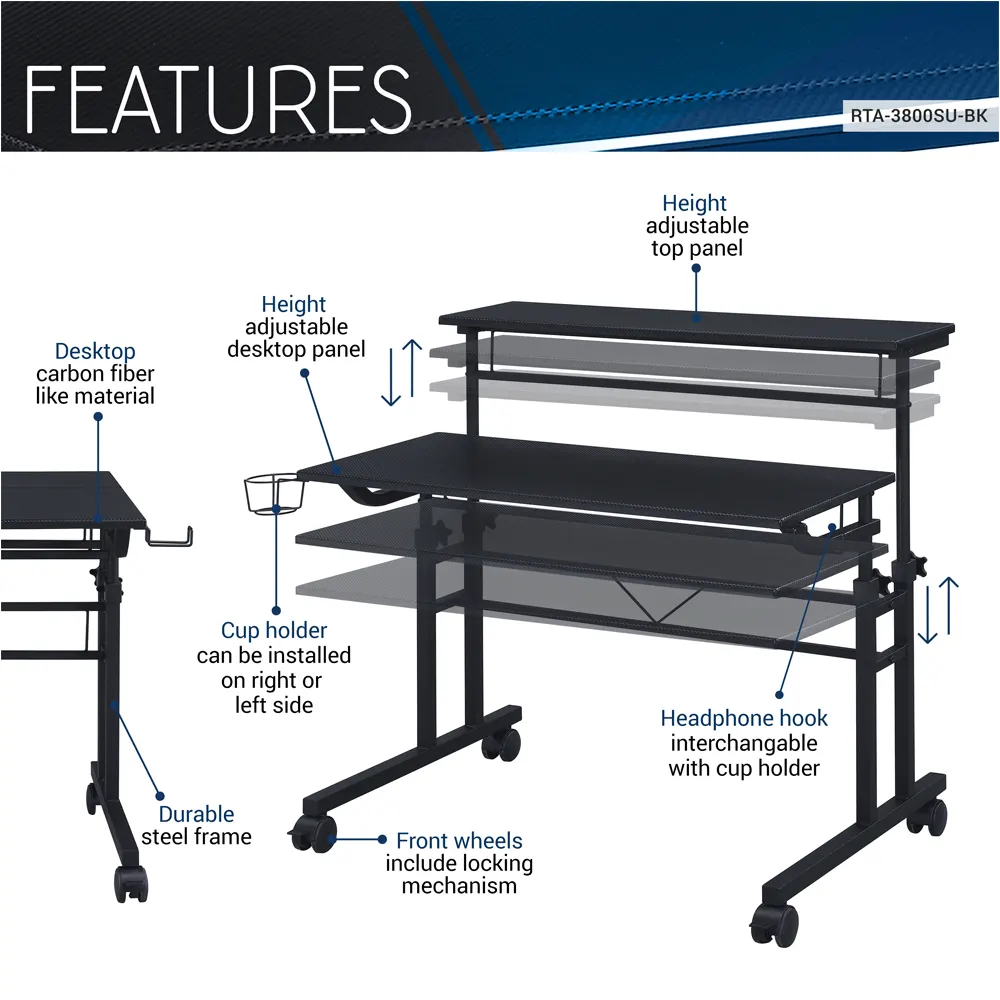 FEATURES
RTA-3800SU-BK
Height
adjustable
top panel
Height
adjustable
desktop panel
Desktop
carbon fiber
like material
Cup holder
can be installed
on right or
left side
Headphone hook
interchangable
with cup holder
Durable
steel frame
Front wheels
include locking
mechanism